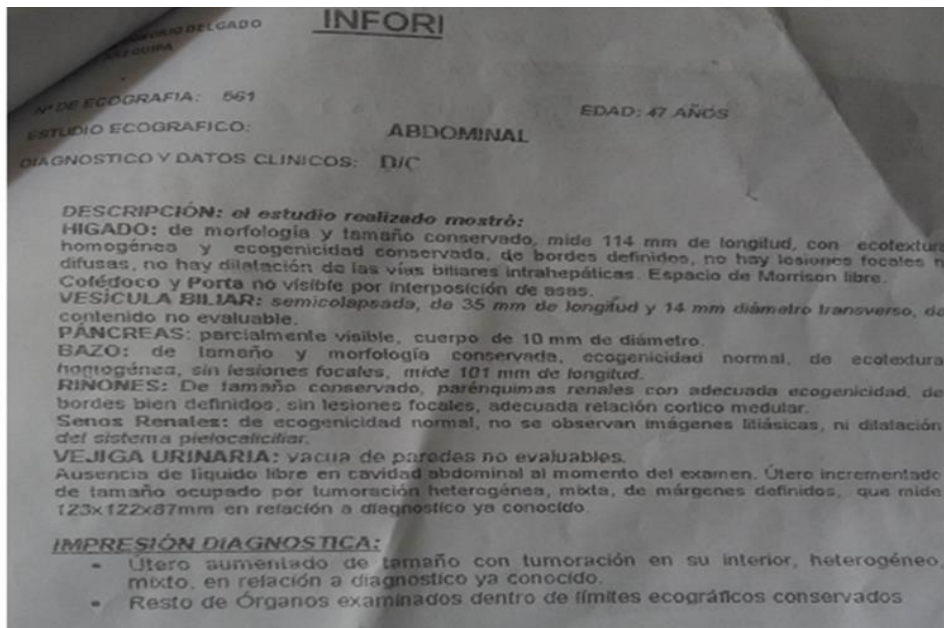 INFORI
DELGADO
Nº DE ECOGRAFIA: 561
EDAD: 47 AÑOS
ESTUDIO ECOGRAFICO: ABDOMINAL
DIAGNOSTICO Y DATOS CLINICOS: D/C
DESCRIPCIÓN: el estudio realizado mostró:
HIGADO: de morfología y tamaño conservado, mide 114 mm de longitud, con ecotextura
homogénea y ecogenicidad conservada, de bordes definidos, no hay lesiones focales n
difusas, no hay dilatación de las vías biliares intrahepáticas. Espacio de Morrison libre.
Colédoco y Porta no visible por interposición de asas.
VESÍCULA BILIAR: semicolapsada, de 35 mm de longitud y 14 mm diámetro transverso, de
contenido no evaluable.
PÁNCREAS: parcialmente visible, cuerpo de 10 mm de diámetro.
BAZO: de tamaño y morfología conservada, ecogenicidad normal, de ecotextura
homogénea, sin lesiones focales, mide 101 mm de longitud.
RIÑONES: De tamaño conservado, parénquimas renales con adecuada ecogenicidad, de
bordes bien definidos, sin lesiones focales, adecuada relación cortico medular.
Senos Renales: de ecogenicidad normal, no se observan imágenes litiásicas, ni dilatación
del sistema pielocaliciliar.
VEJIGA URINARIA: vacua de paredes no evaluables.
Ausencia de líquido libre en cavidad abdominal al momento del examen. Útero incrementado
de tamaño ocupado por tumoración heterogénea, mixta, de márgenes definidos, que mide
123x122x87mm en relación a diagnostico ya conocido.
IMPRESIÓN DIAGNOSTICA:
• Útero aumentado de tamaño con tumoración en su interior, heterogéneo,
mixto, en relación a diagnostico ya conocido.
• Resto de Órganos examinados dentro de límites ecográficos conservados